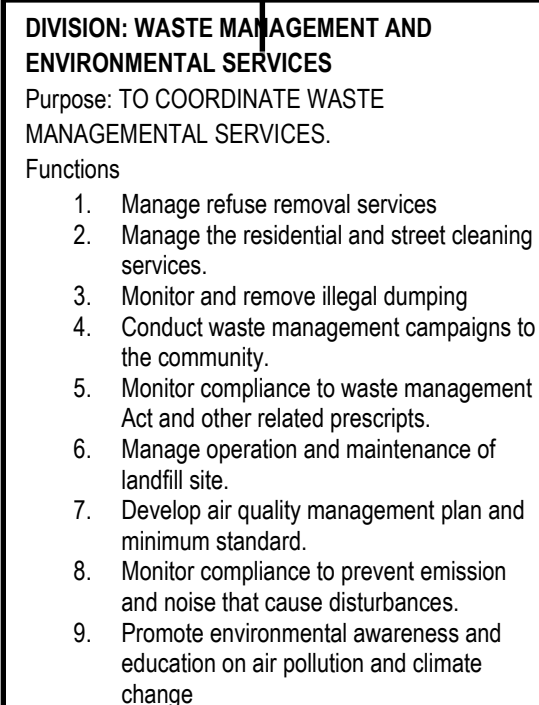 DIVISION: WASTE MANAGEMENT AND
ENVIRONMENTAL SERVICES
Purpose: TO COORDINATE WASTE
MANAGEMENTAL SERVICES.
Functions
1. Manage refuse removal services
2. Manage the residential and street cleaning
services.
3. Monitor and remove illegal dumping
4. Conduct waste management campaigns to
the community.
5. Monitor compliance to waste management
Act and other related prescripts.
6. Manage operation and maintenance of
landfill site.
7. Develop air quality management plan and
minimum standard.
8. Monitor compliance to prevent emission
and noise that cause disturbances.
9. Promote environmental awareness and
education on air pollution and climate
change